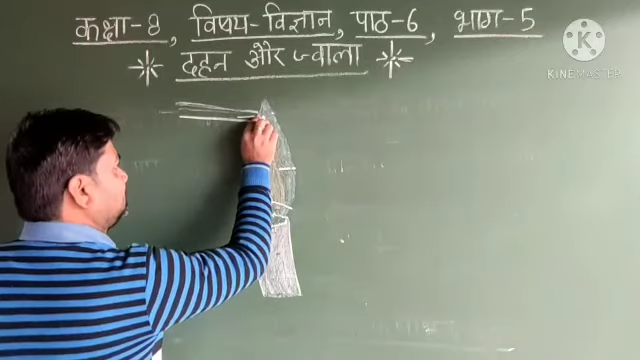 कक्षा-8, विषय-विज्ञान, पाठ-6, भाग-5
* दहन और ज्वाला *
KINEMASTER